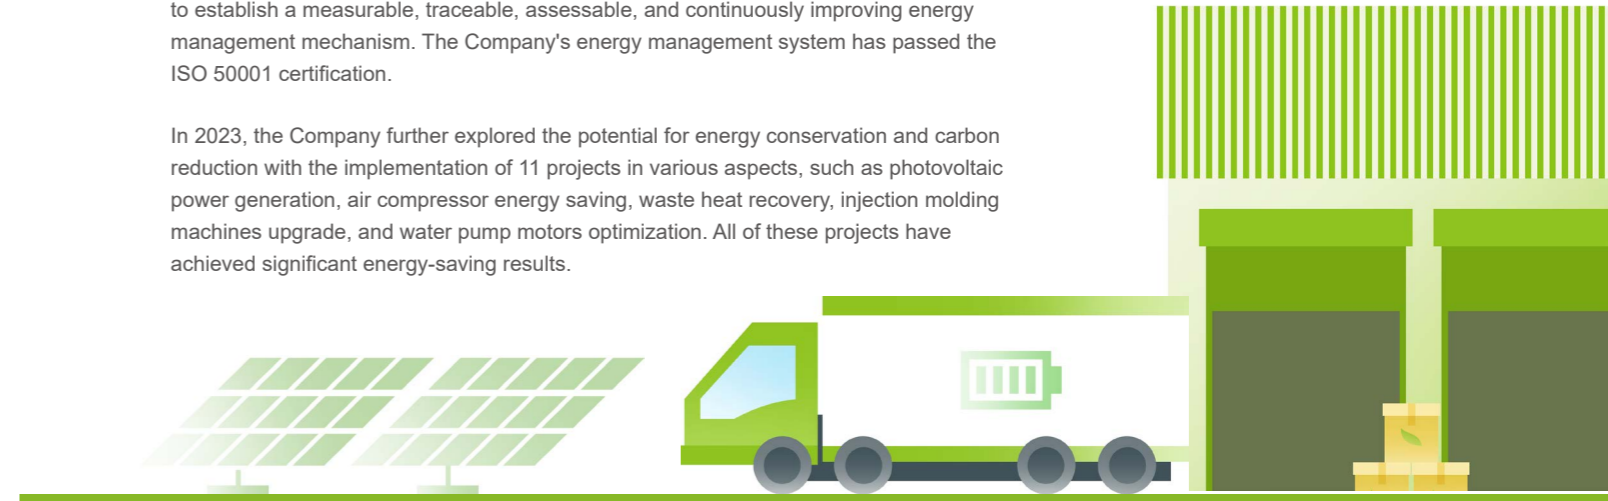 to establish a measurable, traceable, assessable, and continuously improving energy
management mechanism. The Company's energy management system has passed the
ISO 50001 certification.
In 2023, the Company further explored the potential for energy conservation and carbon
reduction with the implementation of 11 projects in various aspects, such as photovoltaic
power generation, air compressor energy saving, waste heat recovery, injection molding
machines upgrade, and water pump motors optimization. All of these projects have
achieved significant energy-saving results.